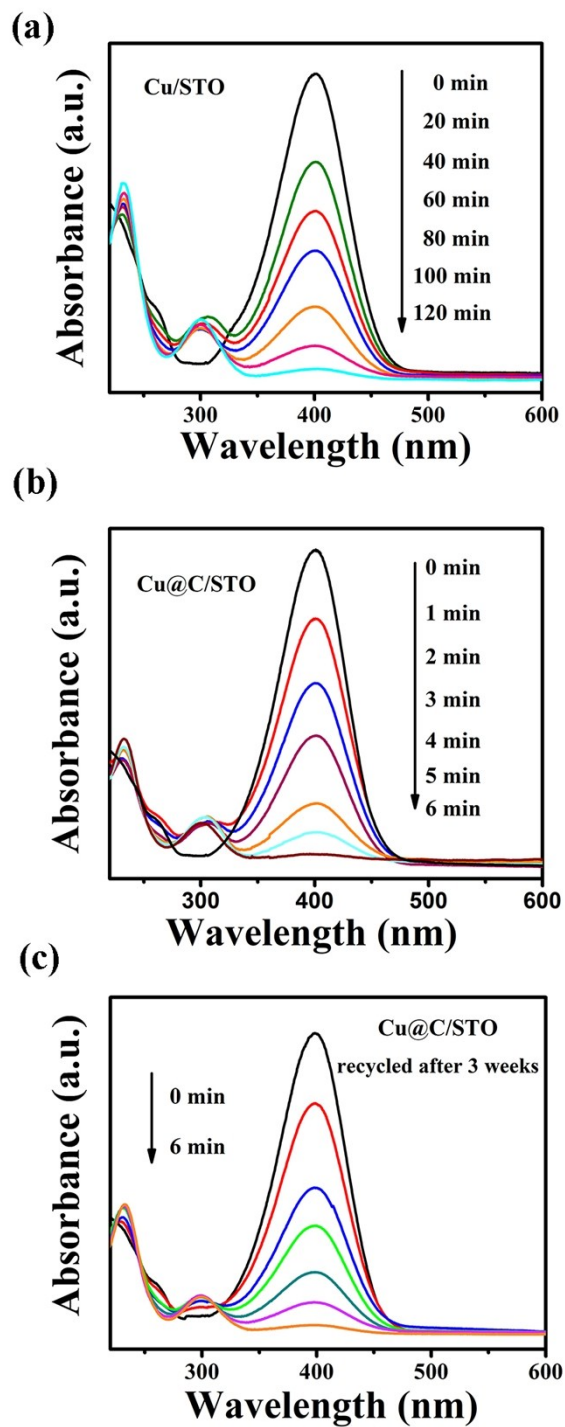 (a)
Cu/STO
0 min
20 min
40 min
60 min
80 min
100 min
120 min
Absorbance (a.u.)
300
400
500
600
Wavelength (nm)
(b)
Cu@C/STO
0 min
1 min
2 min
3 min
4 min
5 min
6 min
Absorbance (a.u.)
300
400
500
600
Wavelength (nm)
(c)
Cu@C/STO
recycled after 3 weeks
0 min
6 min
Absorbance (a.u.)
300
400
500
600
Wavelength (nm)